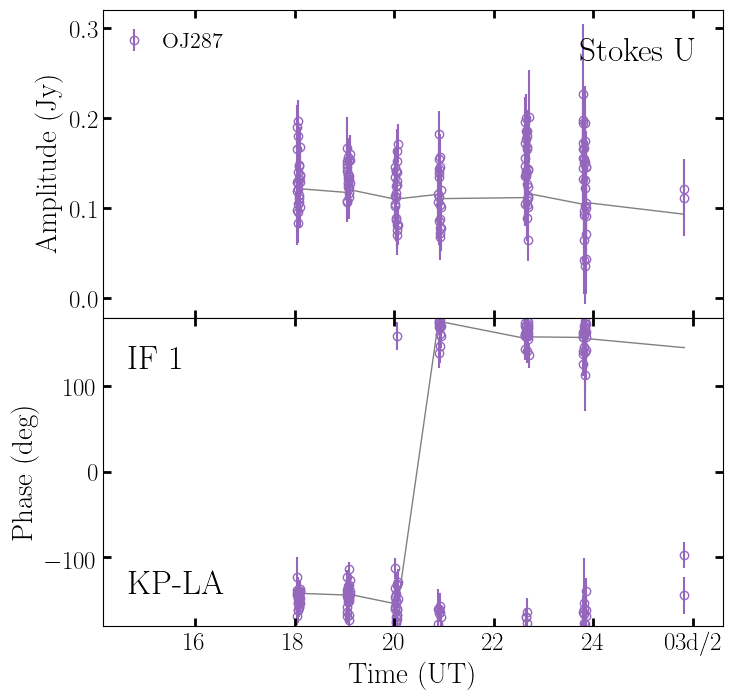 OJ287
Stokes U
0.3
0.2
0.1
0.0
Amplitude (Jy)
IF 1
KP-LA
100
0
−100
Phase (deg)
16 18 20 22 24 03d/2
Time (UT)